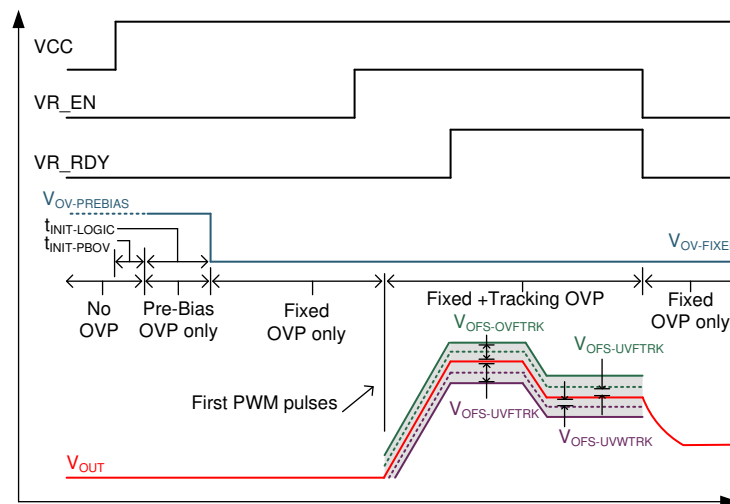 VCC
VR_EN
VR_RDY
VOV-PREBIAS
tINIT-LOGIC
tINIT-PBOV
VOV-FIXED
No
OVP
Pre-Bias
OVP only
Fixed
OVP only
Fixed +Tracking OVP
Fixed
OVP only
VOFS-OVFTRK
VOFS-UVFTRK
First PWM pulses
VOFS-UVFTRK
VOFS-UVWTRK
VOUT